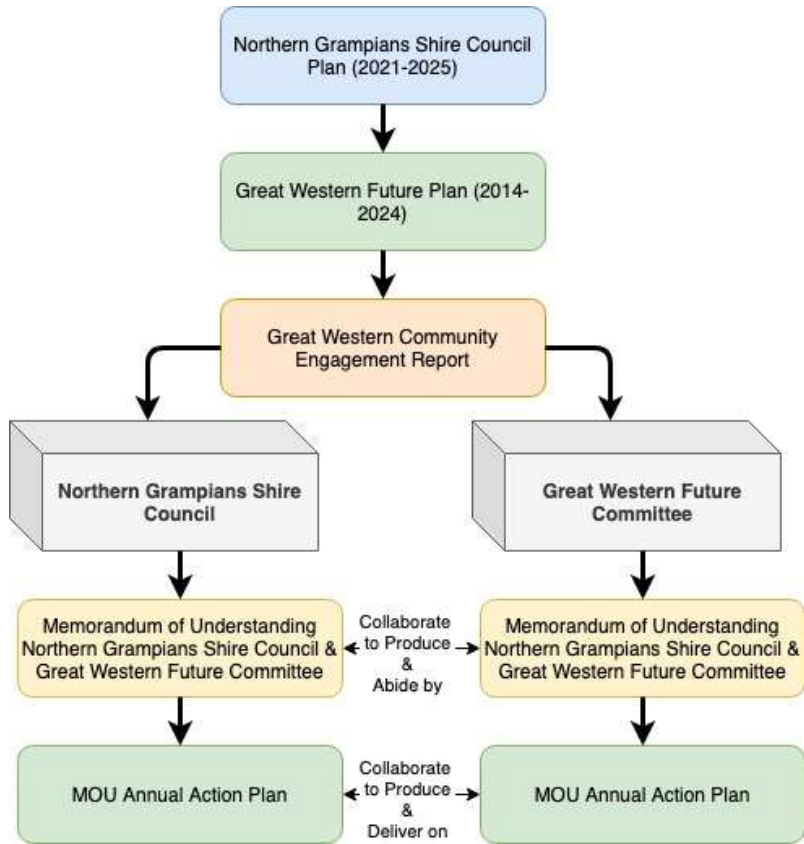 Northern Grampians Shire Council
Plan (2021-2025)
Great Western Future Plan (2014-
2024)
Great Western Community
Engagement Report
Northern Grampians Shire
Council
Great Western Future
Committee
Memorandum of Understanding
Northern Grampians Shire Council &
Great Western Future Committee
Collaborate
to Produce
&
Abide by
Memorandum of Understanding
Northern Grampians Shire Council &
Great Western Future Committee
MOU Annual Action Plan
Collaborate
to Produce
&
Deliver on
MOU Annual Action Plan